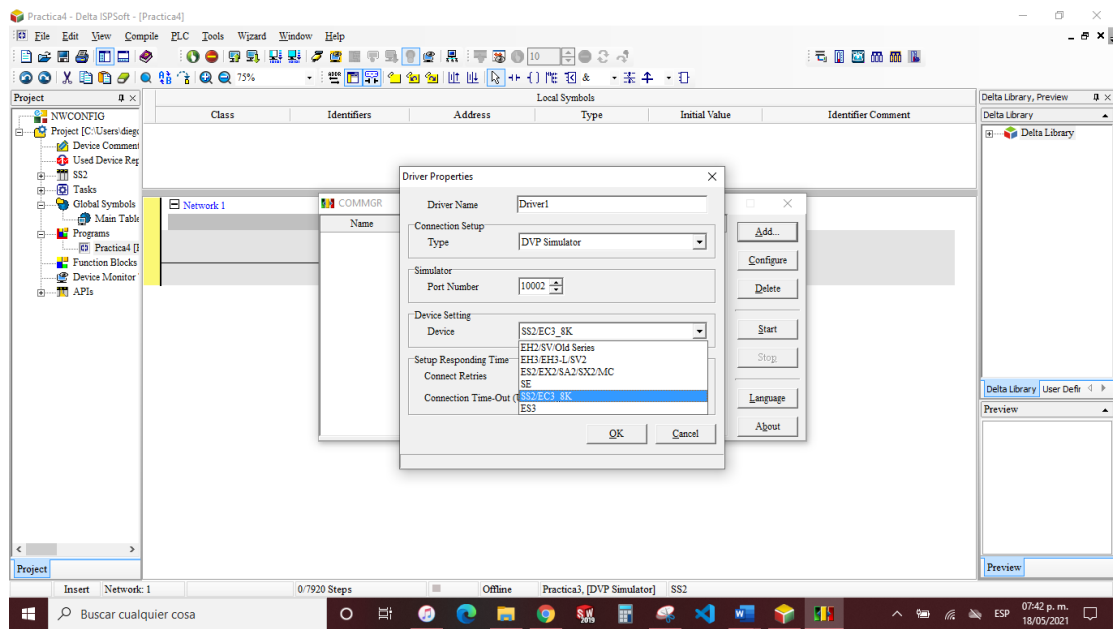 Practica4 - Delta ISPSoft - [Practica4]
File Edit View Compile PLC Tools Wizard Window Help
10
75%
Project
NWCONFIG
Project [C:\Users\diego
Device Comment
Used Device Rep
SS2
Tasks
Global Symbols
Main Table
Programs
Practica4 [P
Function Blocks
Device Monitor
APIs
Project
Local Symbols
Class Identifiers Address Type Initial Value Identifier Comment
Network 1
COMMGR
Name
Add...
Configure
Delete
Start
Stop
Language
About
Driver Properties
Driver Name Driver1
Connection Setup
Type DVP Simulator
Simulator
Port Number 10002
Device Setting
Device SS2/EC3_8K
EH2/SV/Old Series
EH3/EH3-L/SV2
ES2/EX2/SA2/SX2/MC
SE
SS2/EC3_8K
ES3
Setup Responding Time
Connect Retries
Connection Time-Out
OK Cancel
Delta Library, Preview
Delta Library
Delta Library
Delta Library User Defir
Preview
Preview
Insert Network: 1 0/7920 Steps Offline Practica3, [DVP Simulator] SS2
Buscar cualquier cosa
ESP
07:42 p. m.
18/05/2021